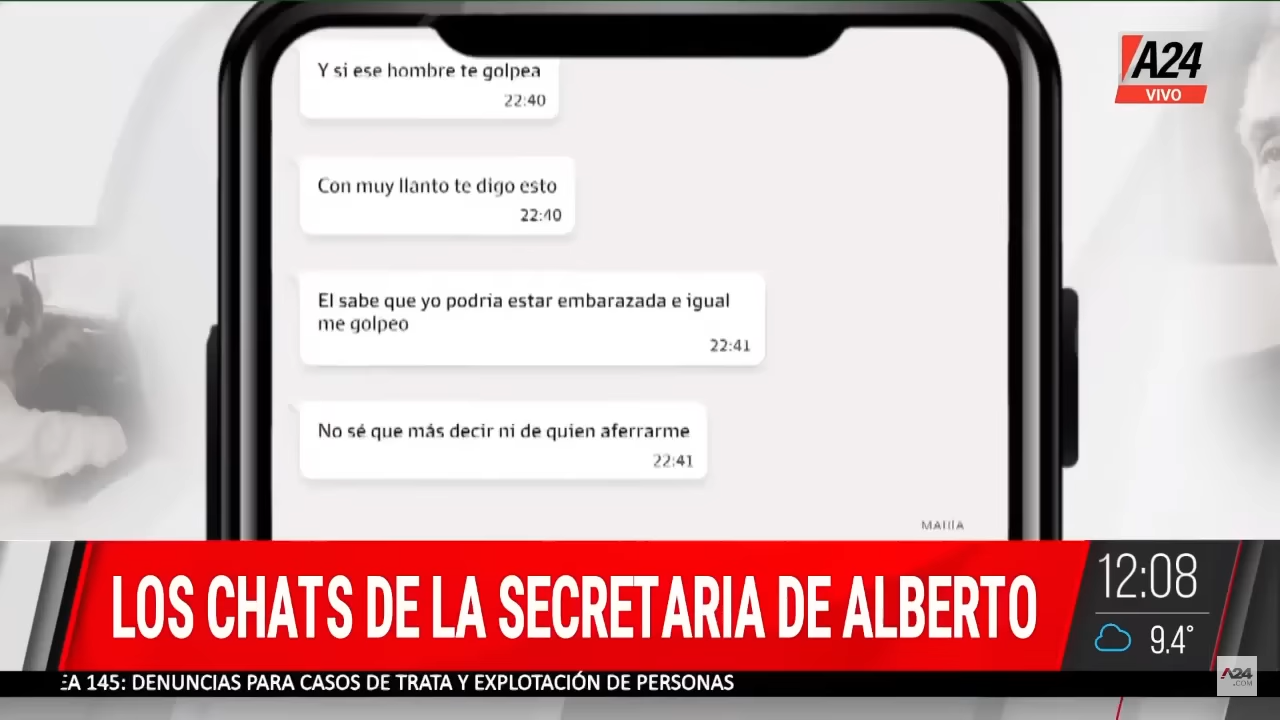 Y si ese hombre te golpea
22:40
A24
VIVO
Con muy llanto te digo esto
22:40
El sabe que yo podria estar embarazada e igual
me golpeo
22:41
No sé que más decir ni de quien aferrarme
22:41
LOS CHATS DE LA SECRETARIA DE ALBERTO
12:08
9.4°
EA 145: DENUNCIAS PARA CASOS DE TRATA Y EXPLOTACIÓN DE PERSONAS
A24
.COM